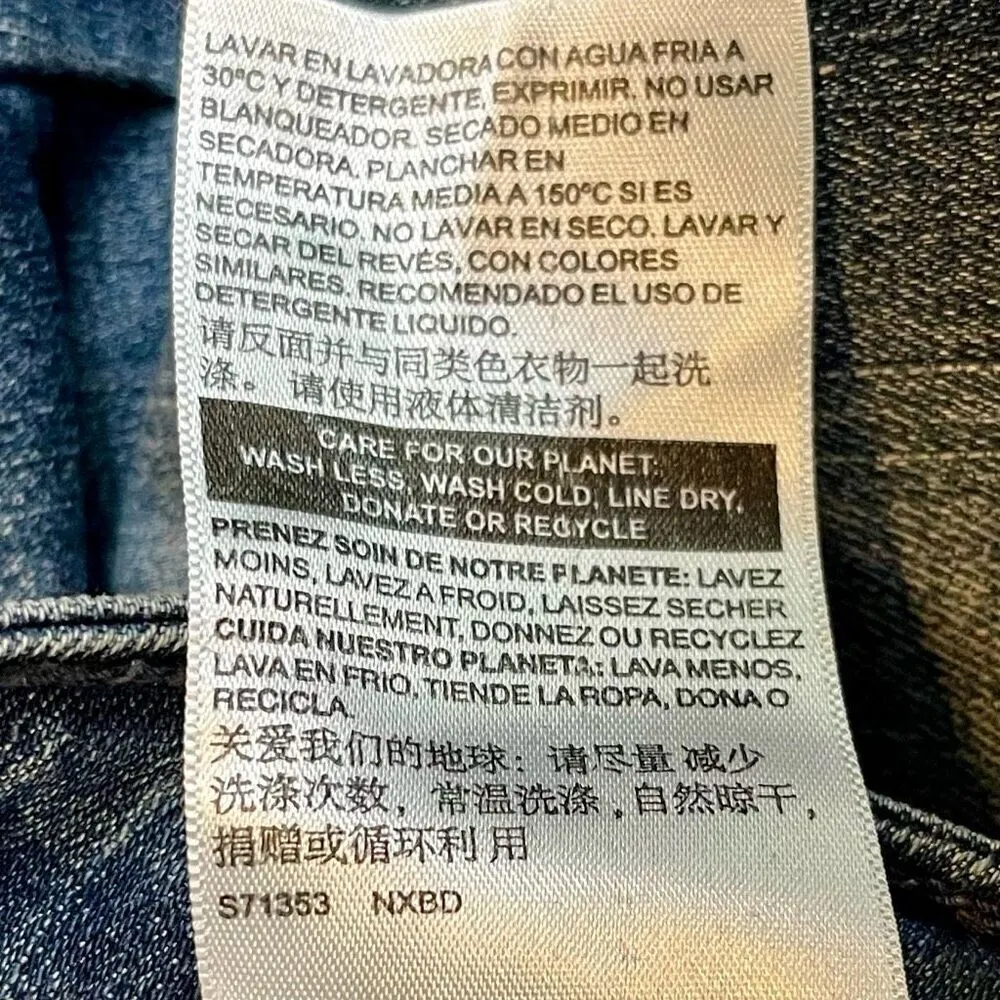 LAVAR EN LAVADORA CON AGUA FRIA A
30ºC Y DETERGENTE. EXPRIMIR. NO USAR
BLANQUEADOR. SECADO MEDIO EN
SECADORA. PLANCHAR EN
TEMPERATURA MEDIA A 150ºC SI ES
NECESARIO. NO LAVAR EN SECO. LAVAR Y
SECAR DEL REVÉS, CON COLORES
SIMILARES. RECOMENDADO EL USO DE
DETERGENTE LIQUIDO.
请反面并与同类色衣物一起洗
涤。 请使用液体清洁剂。
CARE FOR OUR PLANET:
WASH LESS, WASH COLD, LINE DRY,
DONATE OR RECYCLE
PRENEZ SOIN DE NOTRE PLANETE: LAVEZ
MOINS, LAVEZ A FROID, LAISSEZ SECHER
NATURELLEMENT, DONNEZ OU RECYCLEZ
CUIDA NUESTRO PLANETA: LAVA MENOS,
LAVA EN FRIO, TIENDE LA ROPA, DONA O
RECICLA
关爱我们的地球：请尽量 减少
洗涤次数，常温洗涤，自然晾干，
捐赠或循环利 用
S71353 NXBD